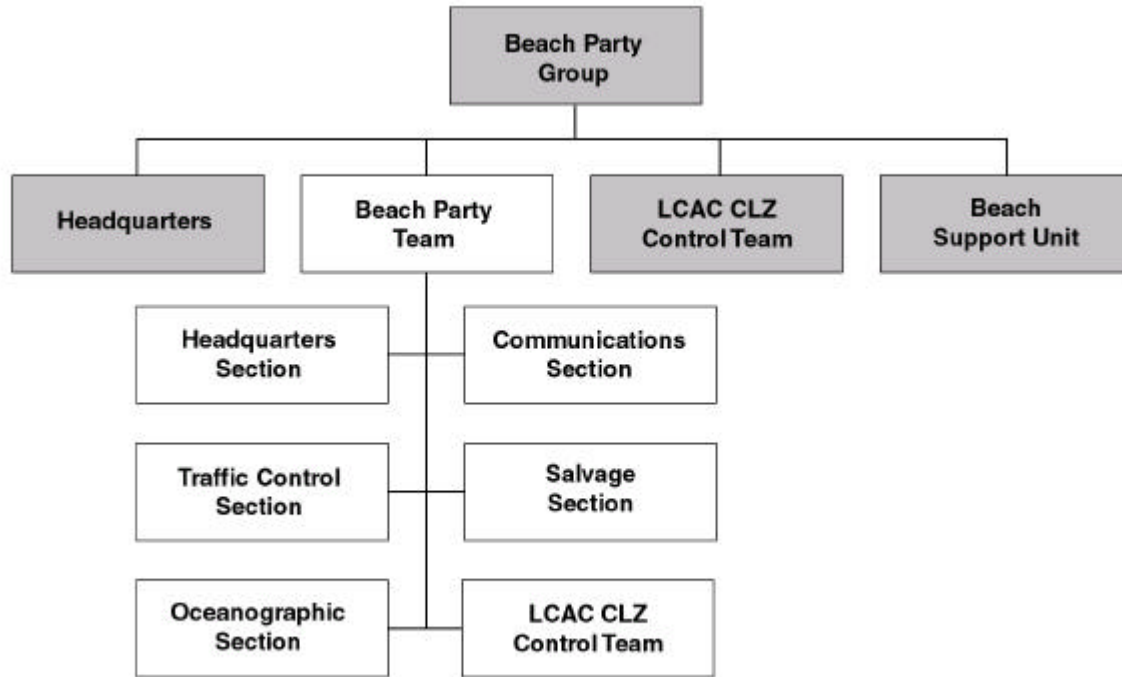 Beach Party
Group
Headquarters
Beach Party
Team
LCAC CLZ
Control Team
Beach
Support Unit
Headquarters
Section
Communications
Section
Traffic Control
Section
Salvage
Section
Oceanographic
Section
LCAC CLZ
Control Team